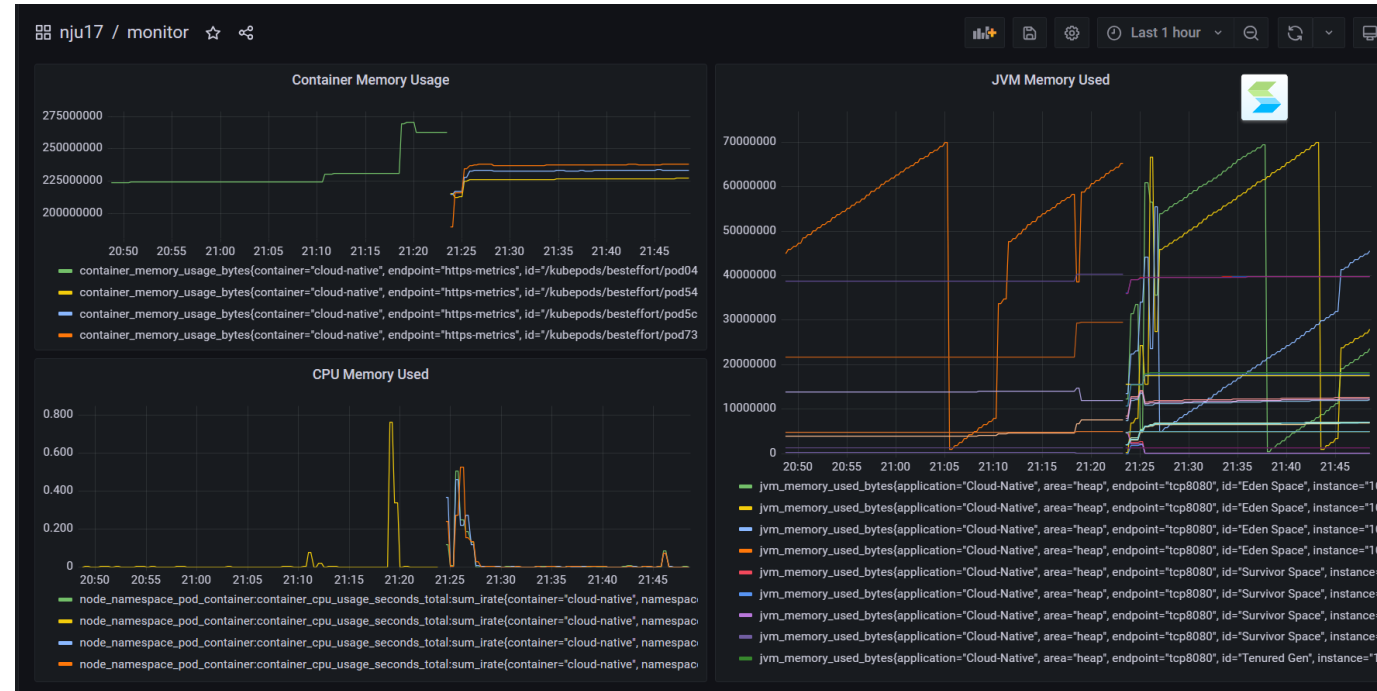 nju17 / monitor
Last 1 hour
Container Memory Usage
275000000
250000000
225000000
200000000
20:50 20:55 21:00 21:05 21:10 21:15 21:20 21:25 21:30 21:35 21:40 21:45
container_memory_usage_bytes{container="cloud-native", endpoint="https-metrics", id="/kubepods/besteffort/pod04
container_memory_usage_bytes{container="cloud-native", endpoint="https-metrics", id="/kubepods/besteffort/pod54
container_memory_usage_bytes{container="cloud-native", endpoint="https-metrics", id="/kubepods/besteffort/pod5c
container_memory_usage_bytes{container="cloud-native", endpoint="https-metrics", id="/kubepods/besteffort/pod73
CPU Memory Used
0.800
0.600
0.400
0.200
0
20:50 20:55 21:00 21:05 21:10 21:15 21:20 21:25 21:30 21:35 21:40 21:45
node_namespace_pod_container:container_cpu_usage_seconds_total:sum_irate{container="cloud-native", namespac
node_namespace_pod_container:container_cpu_usage_seconds_total:sum_irate{container="cloud-native", namespac
node_namespace_pod_container:container_cpu_usage_seconds_total:sum_irate{container="cloud-native", namespac
node_namespace_pod_container:container_cpu_usage_seconds_total:sum_irate{container="cloud-native", namespac
JVM Memory Used
70000000
60000000
50000000
40000000
30000000
20000000
10000000
0
20:50 20:55 21:00 21:05 21:10 21:15 21:20 21:25 21:30 21:35 21:40 21:45
jvm_memory_used_bytes{application="Cloud-Native", area="heap", endpoint="tcp8080", id="Eden Space", instance="1
jvm_memory_used_bytes{application="Cloud-Native", area="heap", endpoint="tcp8080", id="Eden Space", instance="1
jvm_memory_used_bytes{application="Cloud-Native", area="heap", endpoint="tcp8080", id="Eden Space", instance="1
jvm_memory_used_bytes{application="Cloud-Native", area="heap", endpoint="tcp8080", id="Eden Space", instance="1
jvm_memory_used_bytes{application="Cloud-Native", area="heap", endpoint="tcp8080", id="Survivor Space", instance=
jvm_memory_used_bytes{application="Cloud-Native", area="heap", endpoint="tcp8080", id="Survivor Space", instance=
jvm_memory_used_bytes{application="Cloud-Native", area="heap", endpoint="tcp8080", id="Survivor Space", instance=
jvm_memory_used_bytes{application="Cloud-Native", area="heap", endpoint="tcp8080", id="Survivor Space", instance=
jvm_memory_used_bytes{application="Cloud-Native", area="heap", endpoint="tcp8080", id="Tenured Gen", instance="